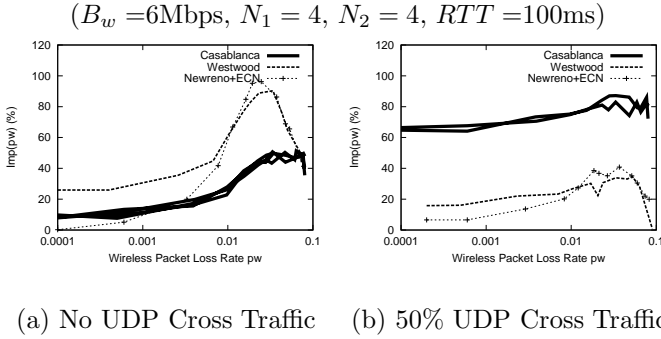 (B_w =6Mbps, N_1 = 4, N_2 = 4, RTT =100ms)
120
100
80
60
40
20
0
Imp(pw) (%)
Casablanca
Westwood
Newreno+ECN
0.0001 0.001 0.01 0.1
Wireless Packet Loss Rate pw
120
100
80
60
40
20
0
Imp(pw) (%)
Casablanca
Westwood
Newreno+ECN
0.0001 0.001 0.01 0.1
Wireless Packet Loss Rate pw
(a) No UDP Cross Traffic (b) 50% UDP Cross Traffic